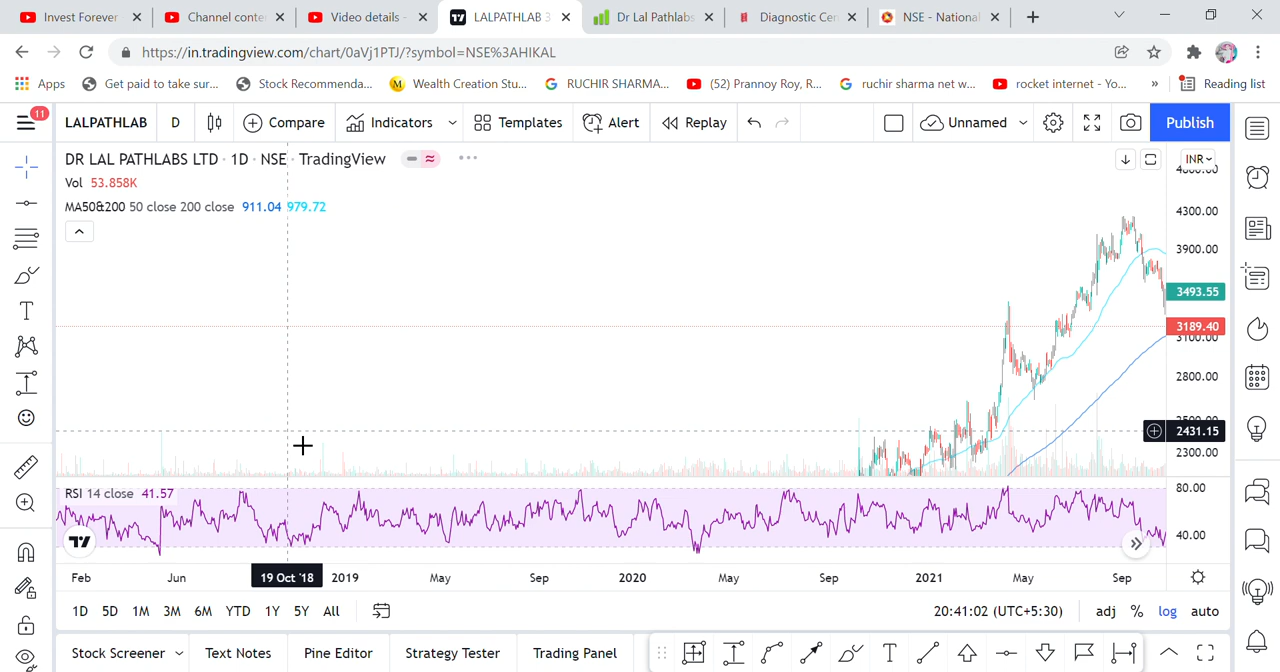 Invest Forever
Channel conte
Video details -
LALPATHLAB 3
Dr Lal Pathlabs
Diagnostic Cen
NSE - National
https://in.tradingview.com/chart/0aVj1PTJ/?symbol=NSE%3AHIKAL
Apps
Get paid to take sur...
Stock Recommenda...
Wealth Creation Stu...
RUCHIR SHARMA...
(52) Prannoy Roy, R...
ruchir sharma net w...
rocket internet - Yo...
»
Reading list
11
LALPATHLAB
D
Compare
Indicators
Templates
Alert
Replay
Unnamed
Publish
DR LAL PATHLABS LTD · 1D · NSE · TradingView
INR
Vol 53.858K
MA50&200 50 close 200 close 911.04 979.72
4300.00
3900.00
3493.55
3189.40
3100.00
2800.00
2431.15
2300.00
RSI 14 close 41.57
80.00
40.00
Feb
Jun
19 Oct '18
2019
May
Sep
2020
May
Sep
2021
May
Sep
1D 5D 1M 3M 6M YTD 1Y 5Y All
20:41:02 (UTC+5:30)
adj % log auto
Stock Screener
Text Notes
Pine Editor
Strategy Tester
Trading Panel